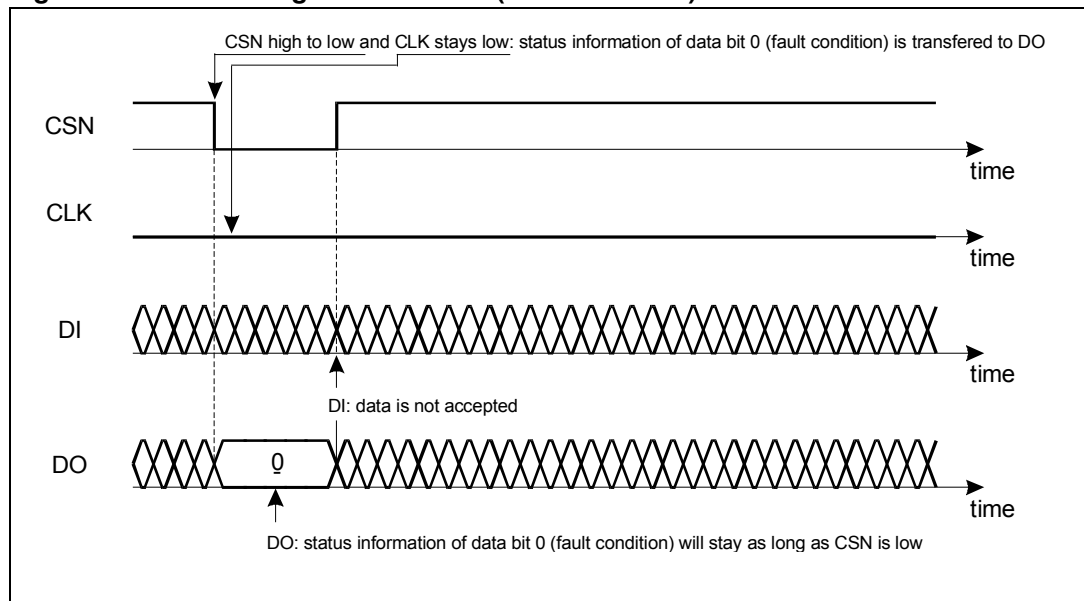 CSN high to low and CLK stays low: status information of data bit 0 (fault condition) is transfered to DO
CSN
time
CLK
time
DI
time
DI: data is not accepted
DO
0
time
DO: status information of data bit 0 (fault condition) will stay as long as CSN is low